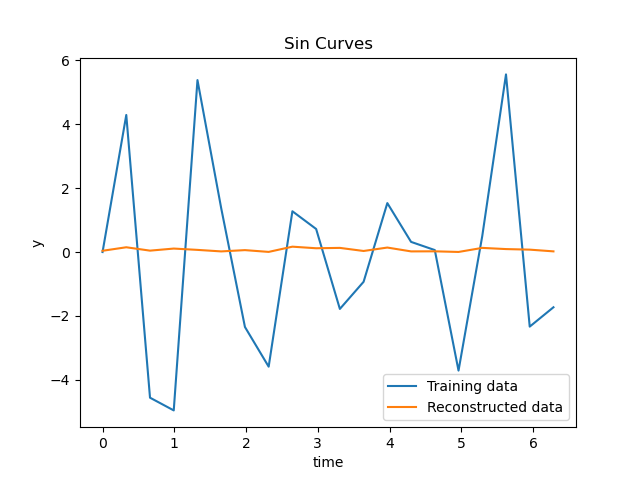 Sin Curves
6
4
2
0
−2
−4
y
0 1 2 3 4 5 6
time
Training data
Reconstructed data